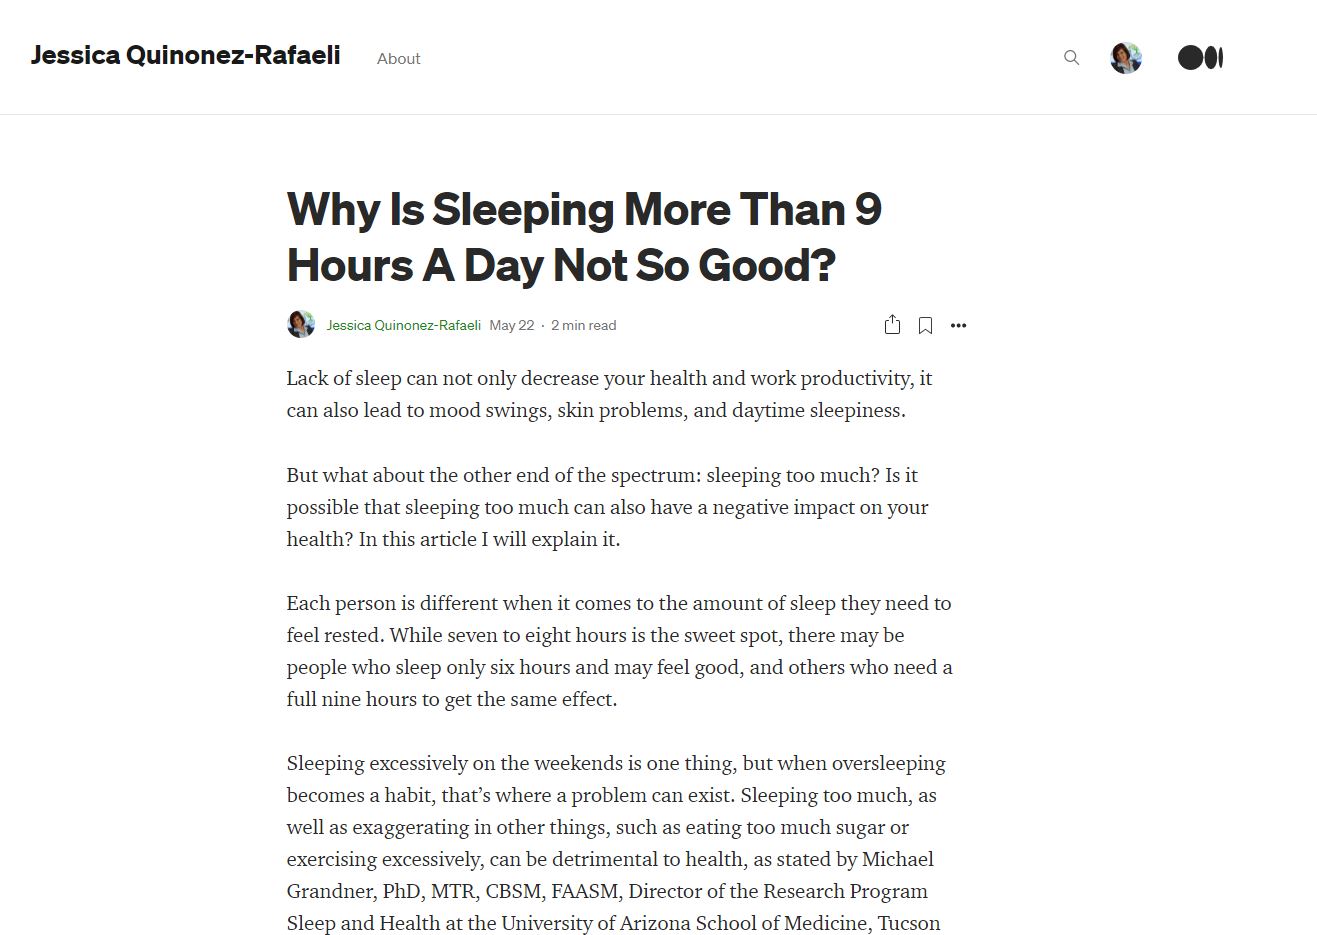 Jessica Quinonez-Rafaeli About
Why Is Sleeping More Than 9
Hours A Day Not So Good?
Jessica Quinonez-Rafaeli May 22 · 2 min read
Lack of sleep can not only decrease your health and work productivity, it
can also lead to mood swings, skin problems, and daytime sleepiness.
But what about the other end of the spectrum: sleeping too much? Is it
possible that sleeping too much can also have a negative impact on your
health? In this article I will explain it.
Each person is different when it comes to the amount of sleep they need to
feel rested. While seven to eight hours is the sweet spot, there may be
people who sleep only six hours and may feel good, and others who need a
full nine hours to get the same effect.
Sleeping excessively on the weekends is one thing, but when oversleeping
becomes a habit, that’s where a problem can exist. Sleeping too much, as
well as exaggerating in other things, such as eating too much sugar or
exercising excessively, can be detrimental to health, as stated by Michael
Grandner, PhD, MTR, CBSM, FAASM, Director of the Research Program
Sleep and Health at the University of Arizona School of Medicine, Tucson